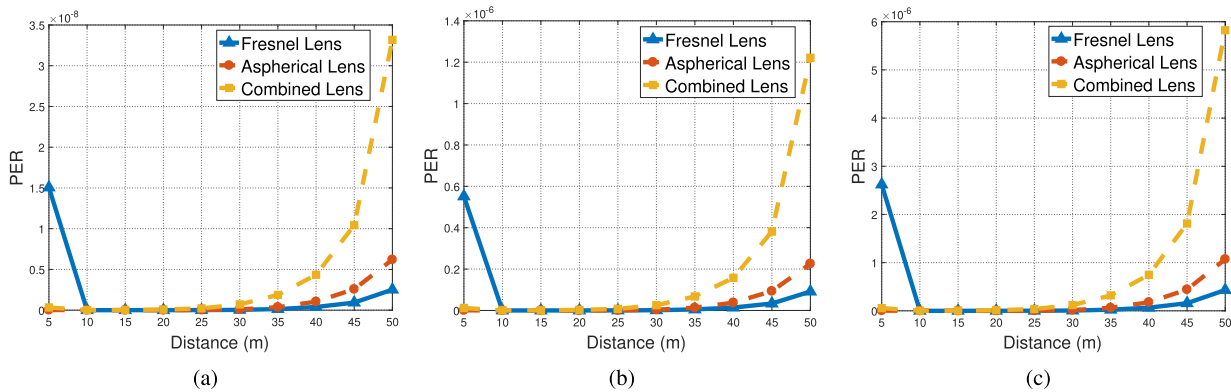 ×10⁻⁸
3.5
3
2.5
2
1.5
1
0.5
0
PER
5 10 15 20 25 30 35 40 45 50
Distance (m)
Fresnel Lens
Aspherical Lens
Combined Lens
(a)
×10⁻⁶
1.4
1.2
1
0.8
0.6
0.4
0.2
0
PER
5 10 15 20 25 30 35 40 45 50
Distance (m)
Fresnel Lens
Aspherical Lens
Combined Lens
(b)
×10⁻⁶
6
5
4
3
2
1
0
PER
5 10 15 20 25 30 35 40 45 50
Distance (m)
Fresnel Lens
Aspherical Lens
Combined Lens
(c)